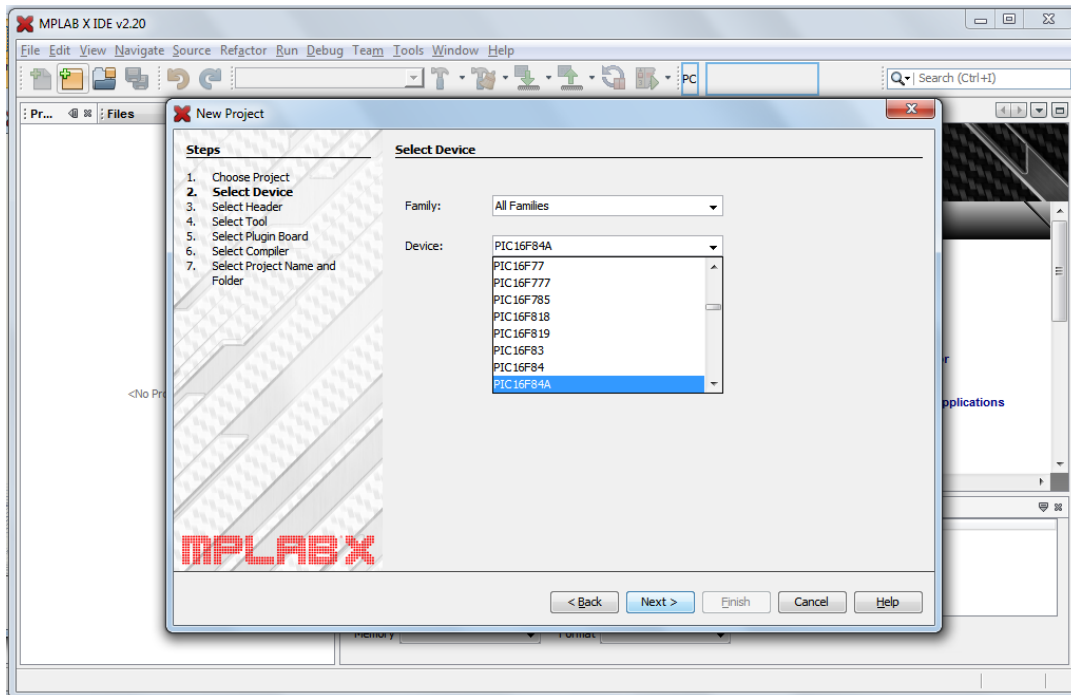 MPLAB X IDE v2.20
File Edit View Navigate Source Refactor Run Debug Team Tools Window Help
PC
Search (Ctrl+I)
Pr... Files
New Project
Steps
1. Choose Project
2. Select Device
3. Select Header
4. Select Tool
5. Select Plugin Board
6. Select Compiler
7. Select Project Name and
Folder
Select Device
Family: All Families
Device: PIC16F84A
PIC16F77
PIC16F777
PIC16F785
PIC16F818
PIC16F819
PIC16F83
PIC16F84
PIC16F84A
<No Pro
r
pplications
MPLAB X
< Back Next > Finish Cancel Help
Memory Format